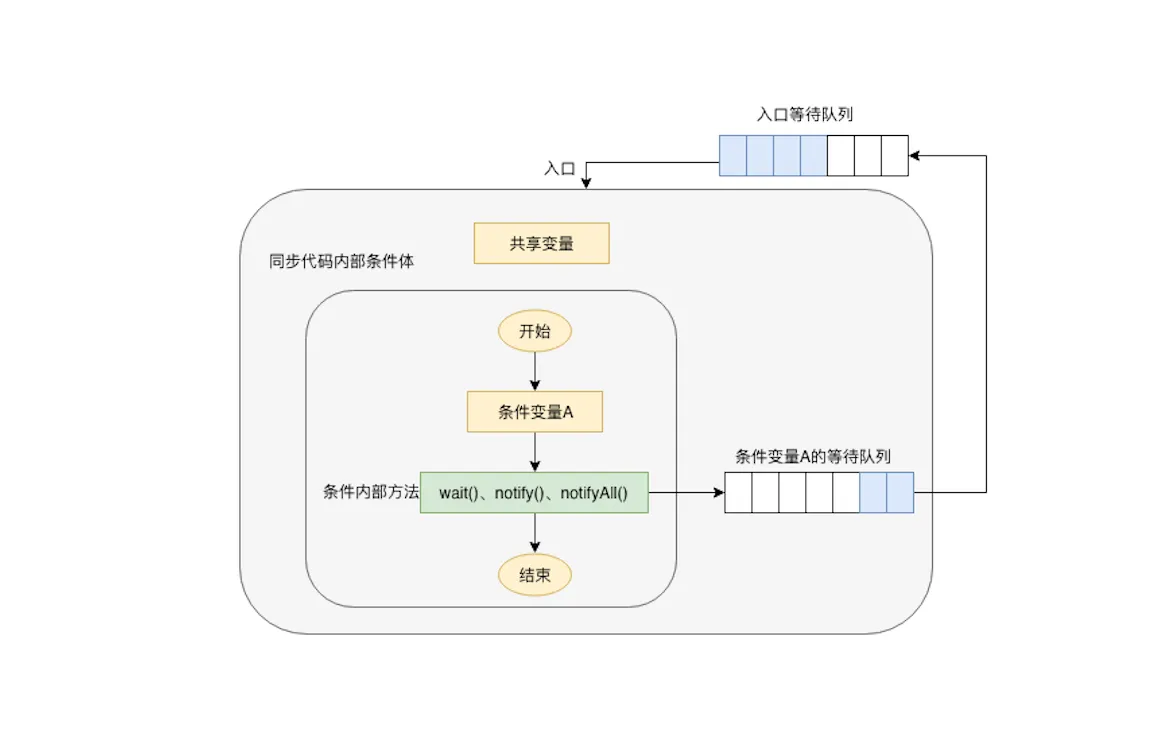 入口等待队列
入口
共享变量
同步代码内部条件体
开始
条件变量A
条件变量A的等待队列
条件内部方法
wait()、notify()、notifyAll()
结束